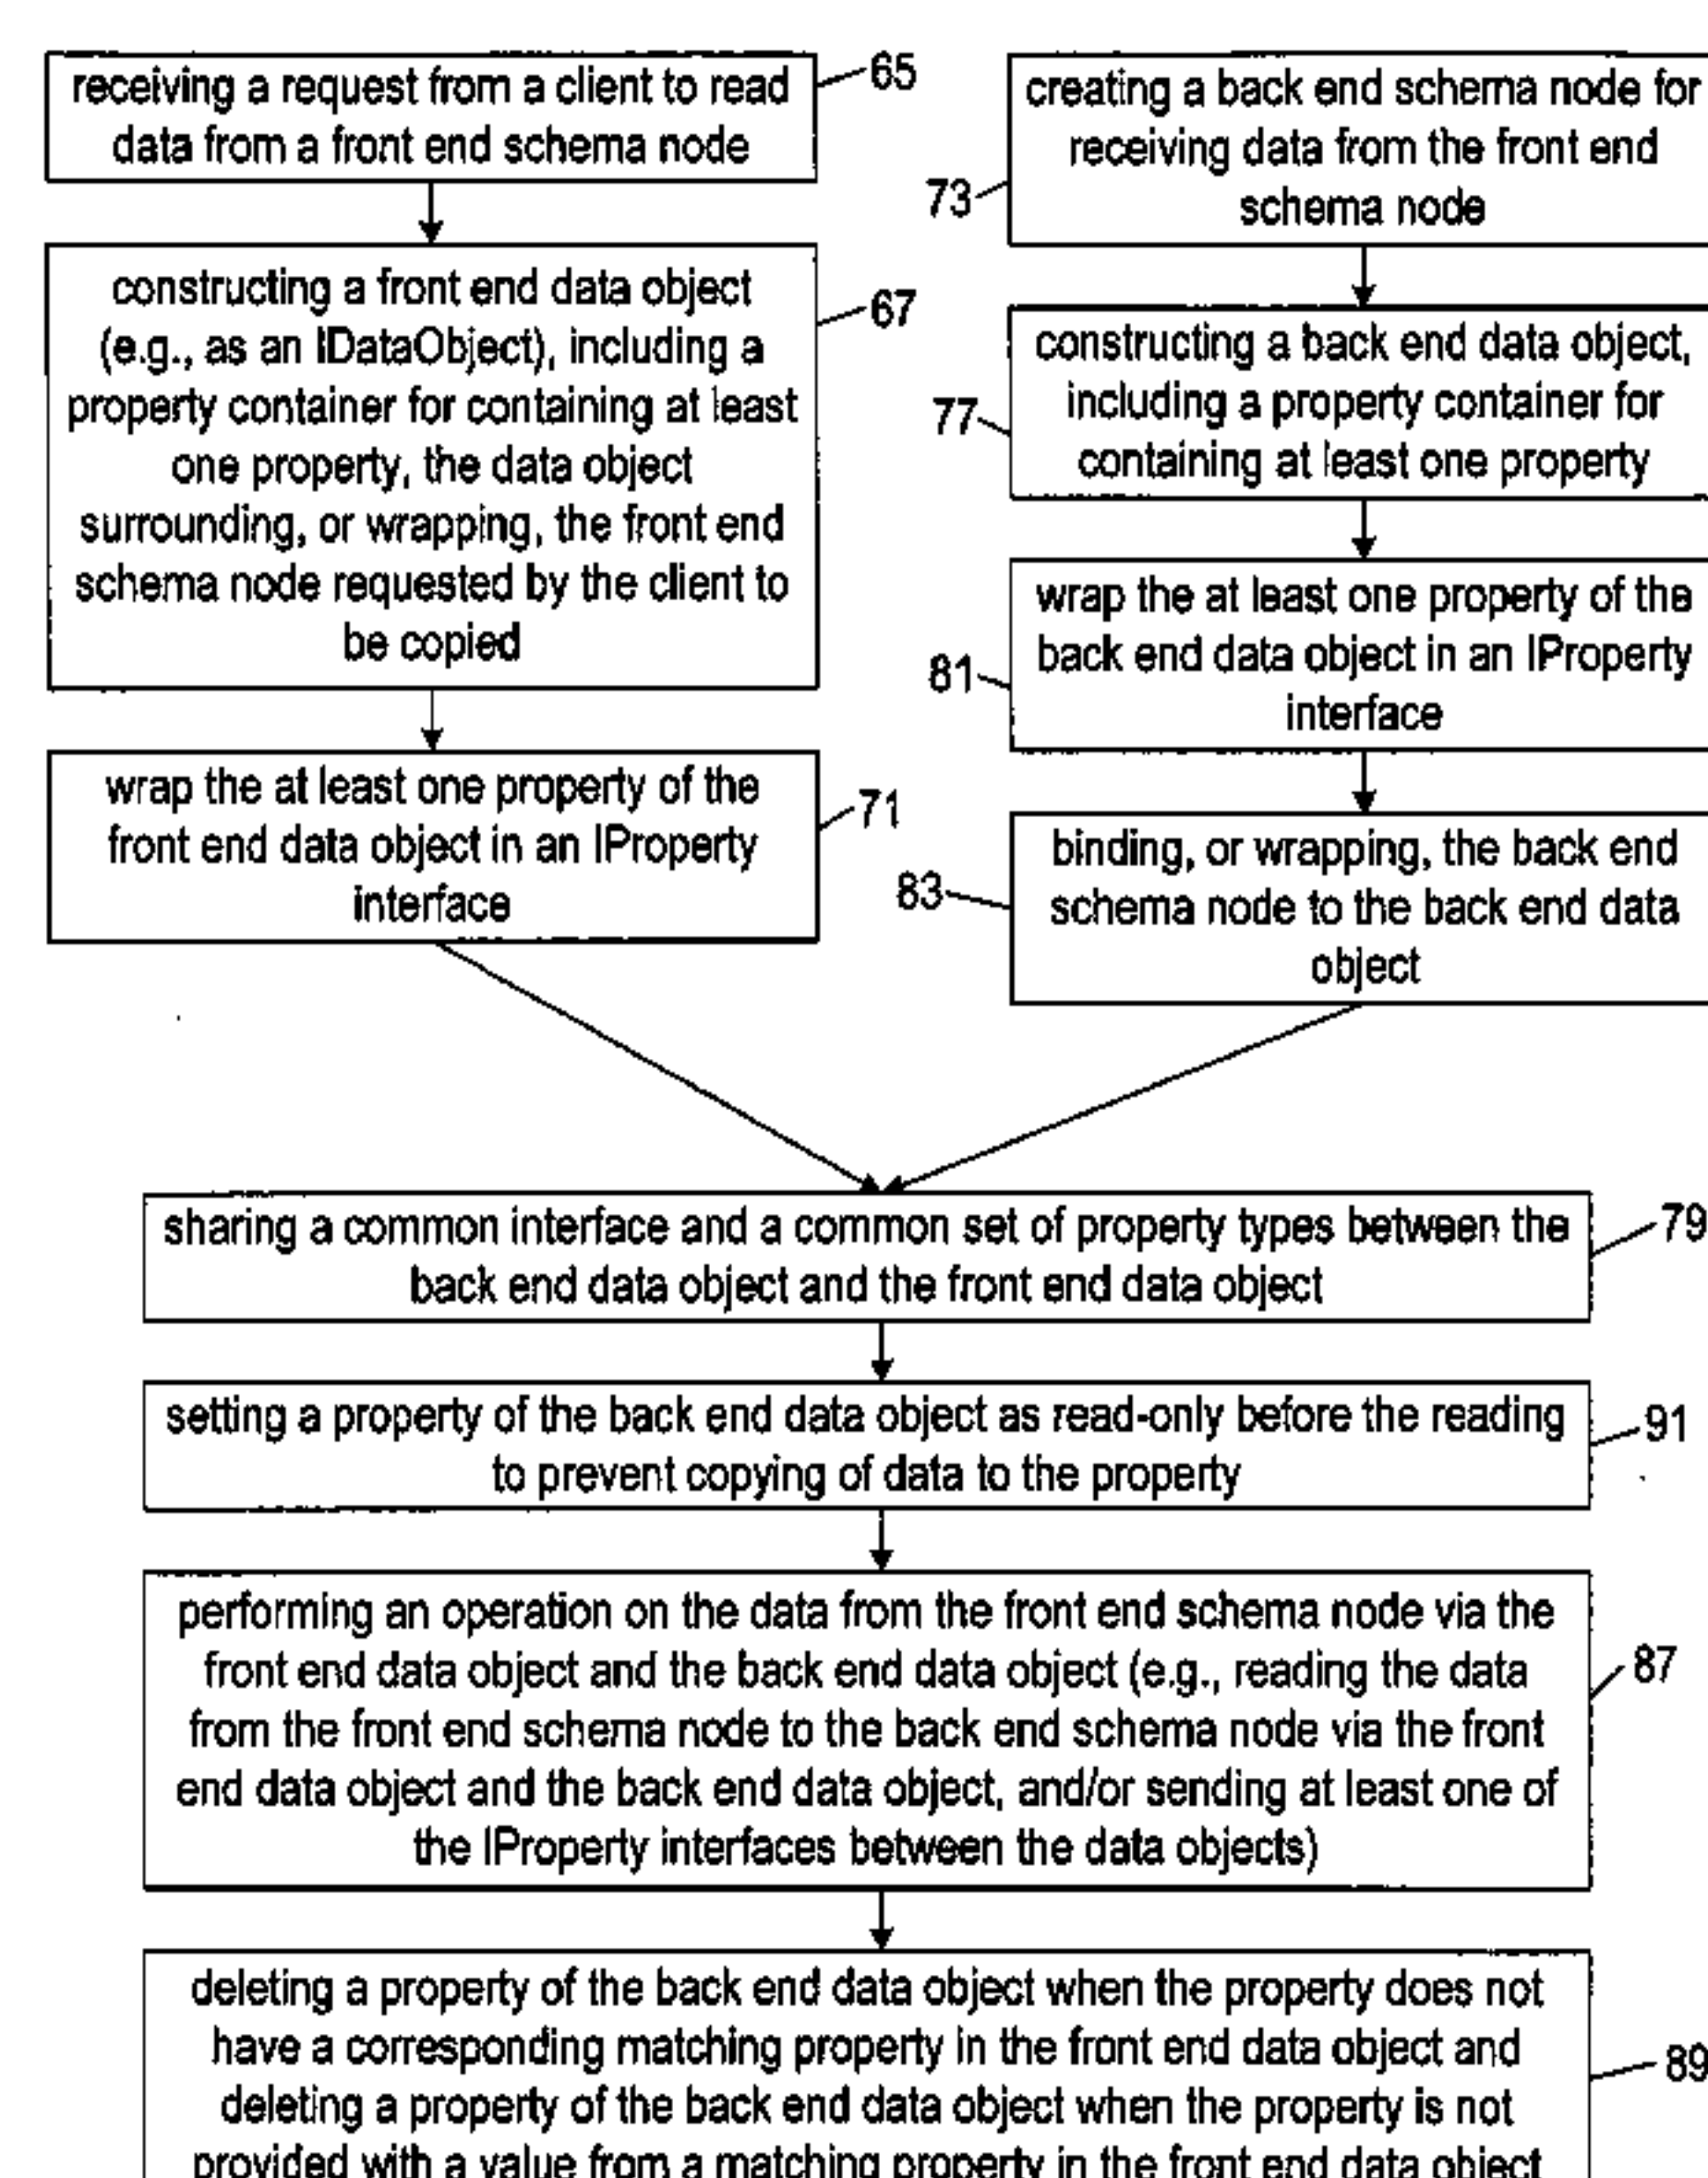 receiving a request from a client to read
data from a front end schema node
65
constructing a front end data object
(e.g., as an IDataObject), including a
property container for containing at least
one property, the data object
surrounding, or wrapping, the front end
schema node requested by the client to
be copied
67
wrap the at least one property of the
front end data object in an IProperty
interface
71
creating a back end schema node for
receiving data from the front end
schema node
73
constructing a back end data object,
including a property container for
containing at least one property
77
wrap the at least one property of the
back end data object in an IProperty
interface
81
binding, or wrapping, the back end
schema node to the back end data
object
83
sharing a common interface and a common set of property types between the
back end data object and the front end data object
79
setting a property of the back end data object as read-only before the reading
to prevent copying of data to the property
91
performing an operation on the data from the front end schema node via the
front end data object and the back end data object (e.g., reading the data
from the front end schema node to the back end schema node via the front
end data object and the back end data object, and/or sending at least one of
the IProperty interfaces between the data objects)
87
deleting a property of the back end data object when the property does not
have a corresponding matching property in the front end data object and
deleting a property of the back end data object when the property is not
provided with a value from a matching property in the front end data object
89